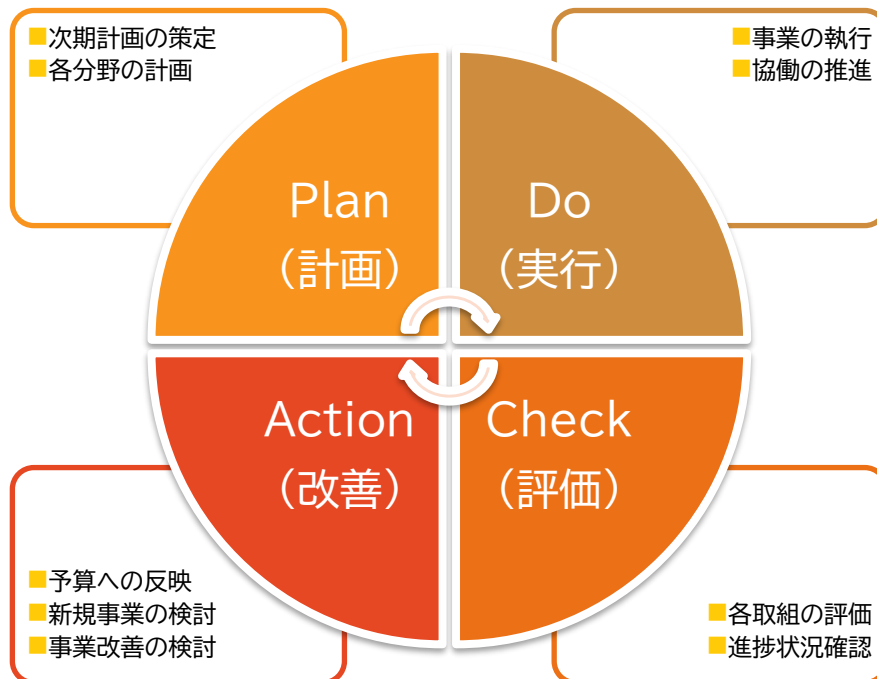 ■次期計画の策定
■各分野の計画
■事業の執行
■協働の推進
Plan
（計画）
Do
（実行）
Action
（改善）
Check
（評価）
■予算への反映
■新規事業の検討
■事業改善の検討
■各取組の評価
■進捗状況確認